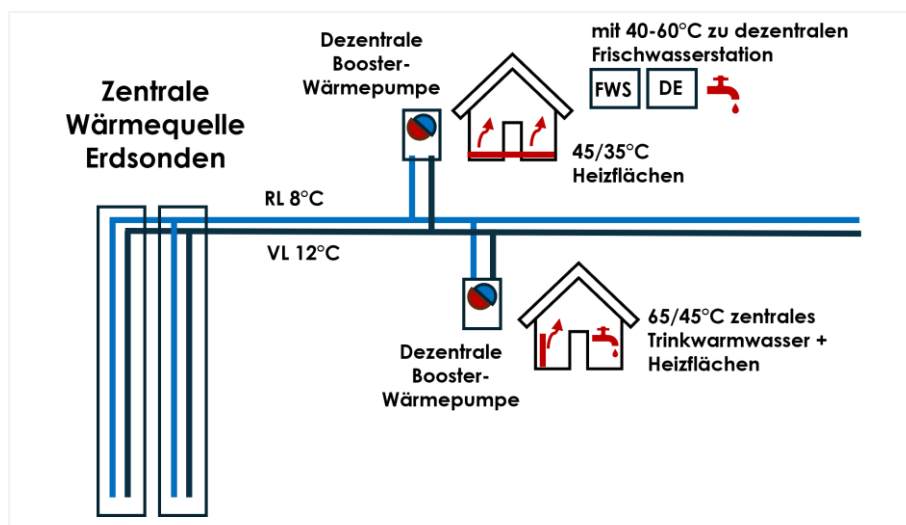 Zentrale
Wärmequelle
Erdsonden
Dezentrale
Booster-
Wärmepumpe
mit 40-60°C zu dezentralen
Frischwasserstation
FWS
DE
45/35°C
Heizflächen
RL 8°C
VL 12°C
Dezentrale
Booster-
Wärmepumpe
65/45°C zentrales
Trinkwarmwasser +
Heizflächen